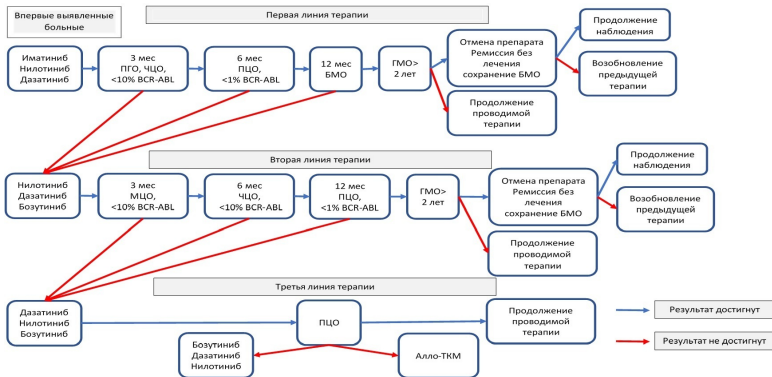 Впервые выявленные
больные
Первая линия терапии
Иматиниб
Нилотиниб
Дазатиниб
3 мес
ПГО, ЧЦО,
<10% BCR-ABL
6 мес
ПЦО,
<1% BCR-ABL
12 мес
БМО
ГМО>
2 лет
Отмена препарата
Ремиссия без
лечения
сохранение БМО
Продолжение
наблюдения
Возобновление
предыдущей
терапии
Продолжение
проводимой
терапии
Вторая линия терапии
Нилотиниб
Дазатиниб
Бозутиниб
3 мес
МЦО,
<10% BCR-ABL
6 мес
ЧЦО,
<10% BCR-ABL
12 мес
ПЦО,
<1% BCR-ABL
ГМО>
2 лет
Отмена препарата
Ремиссия без
лечения
сохранение БМО
Продолжение
наблюдения
Возобновление
предыдущей
терапии
Продолжение
проводимой
терапии
Третья линия терапии
Дазатиниб
Нилотиниб
Бозутиниб
ПЦО
Продолжение
проводимой
терапии
Бозутиниб
Дазатиниб
Нилотиниб
Алло-ТКМ
Результат достигнут
Результат не достигнут